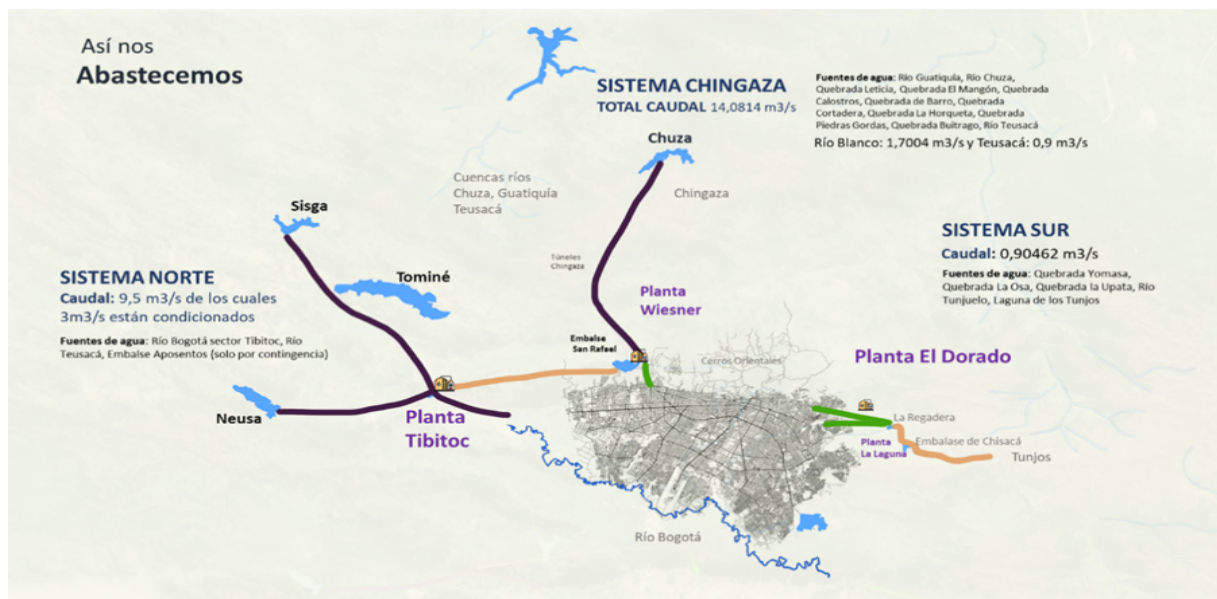 Así nos
Abastecemos
SISTEMA CHINGAZA
TOTAL CAUDAL 14,0814 m3/s
Fuentes de agua: Río Guatiquía, Río Chuza,
Quebrada Leticia, Quebrada El Mangón, Quebrada
Calostros, Quebrada de Barro, Quebrada
Cortadera, Quebrada La Horqueta, Quebrada
Piedras Gordas, Quebrada Buitrago, Río Teusacá
Río Blanco: 1,7004 m3/s y Teusacá: 0,9 m3/s
Chuza
Cuencas ríos
Chuza, Guatiquía
Teusacá
Chingaza
Sisga
SISTEMA SUR
Caudal: 0,90462 m3/s
Fuentes de agua: Quebrada Yomasa,
Quebrada La Osa, Quebrada la Upata, Río
Tunjuelo, Laguna de los Tunjos
Túneles
Chingaza
SISTEMA NORTE
Caudal: 9,5 m3/s de los cuales
3m3/s están condicionados
Fuentes de agua: Río Bogotá sector Tibitoc, Río
Teusacá, Embalse Aposentos (solo por contingencia)
Tominé
Planta
Wiesner
Embalse
San Rafael
Cerros Orientales
Planta El Dorado
Neusa
Planta
Tibitoc
La Regadera
Planta
La Laguna
Embalase de Chisacá
Tunjos
Río Bogotá